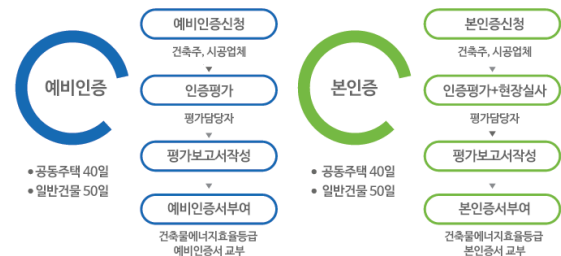 예비인증
• 공동주택 40일
• 일반건물 50일
예비인증신청
건축주, 시공업체
인증평가
평가담당자
평가보고서작성
예비인증서부여
건축물에너지효율등급
예비인증서 교부
본인증
• 공동주택 40일
• 일반건물 50일
본인증신청
건축주, 시공업체
인증평가+현장실사
평가담당자
평가보고서작성
본인증서부여
건축물에너지효율등급
본인증서 교부